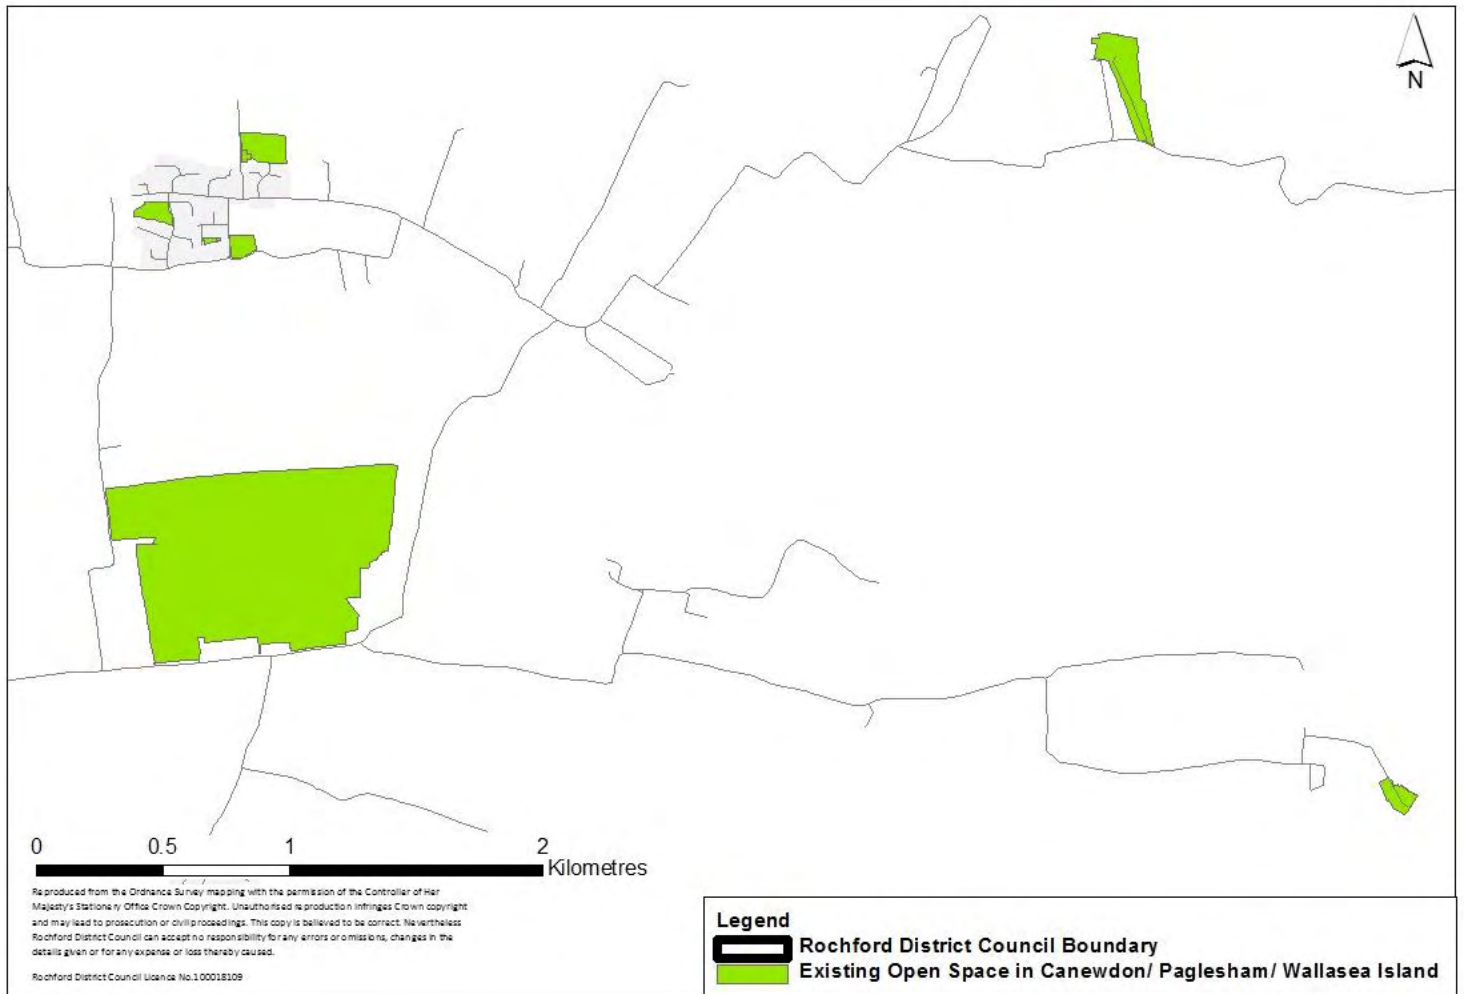 N
0 0.5 1 2
Kilometres
Reproduced from the Ordnance Survey mapping with the permission of the Controller of Her
Majesty's Stationery Office Crown Copyright. Unauthorised reproduction infringes Crown copyright
and may lead to prosecution or civil proceedings. This copy is believed to be correct. Nevertheless
Rochford District Council can accept no responsibility for any errors or omissions, changes in the
details given or for any expense or loss thereby caused.
Rochford District Council Licence No.100018109
Legend
Rochford District Council Boundary
Existing Open Space in Canewdon/ Paglesham/ Wallasea Island